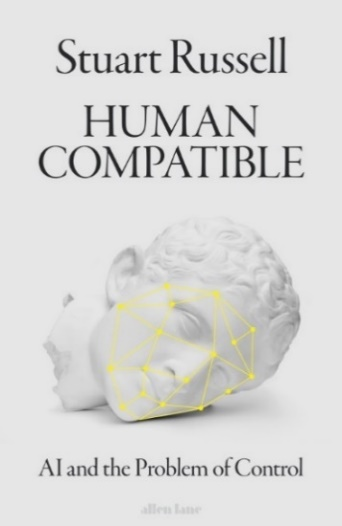 Stuart Russell
HUMAN
COMPATIBLE
AI and the Problem of Control
allen lane